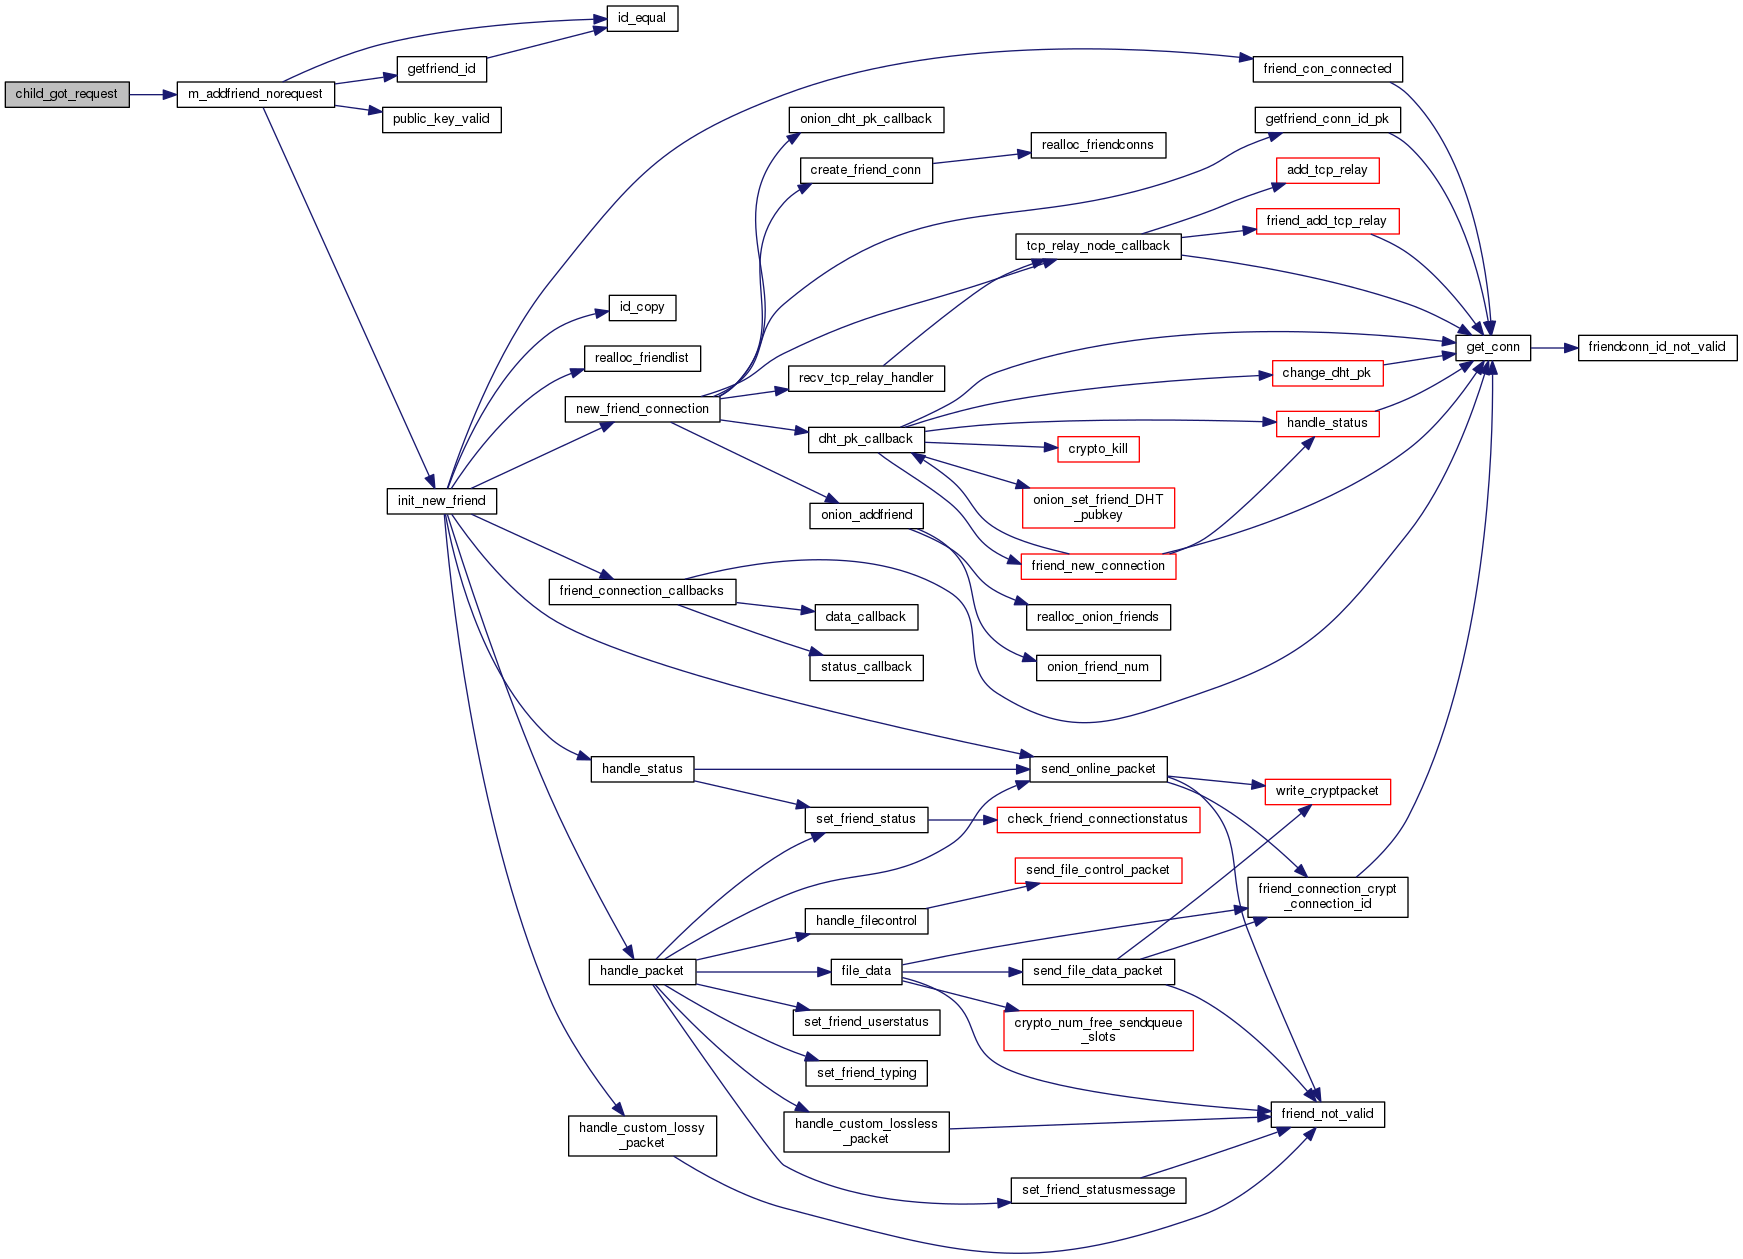 child_got_request
m_addfriend_norequest
id_equal
getfriend_id
public_key_valid
init_new_friend
id_copy
realloc_friendlist
new_friend_connection
friend_connection_callbacks
handle_status
handle_packet
handle_custom_lossy
_packet
onion_dht_pk_callback
create_friend_conn
realloc_friendconns
recv_tcp_relay_handler
tcp_relay_node_callback
dht_pk_callback
onion_addfriend
crypto_kill
onion_set_friend_DHT
_pubkey
friend_new_connection
realloc_onion_friends
onion_friend_num
data_callback
status_callback
friend_con_connected
getfriend_conn_id_pk
add_tcp_relay
friend_add_tcp_relay
get_conn
friendconn_id_not_valid
change_dht_pk
handle_status
send_online_packet
set_friend_status
check_friend_connectionstatus
write_cryptpacket
send_file_control_packet
handle_filecontrol
friend_connection_crypt
_connection_id
file_data
send_file_data_packet
set_friend_userstatus
crypto_num_free_sendqueue
_slots
set_friend_typing
handle_custom_lossless
_packet
friend_not_valid
set_friend_statusmessage